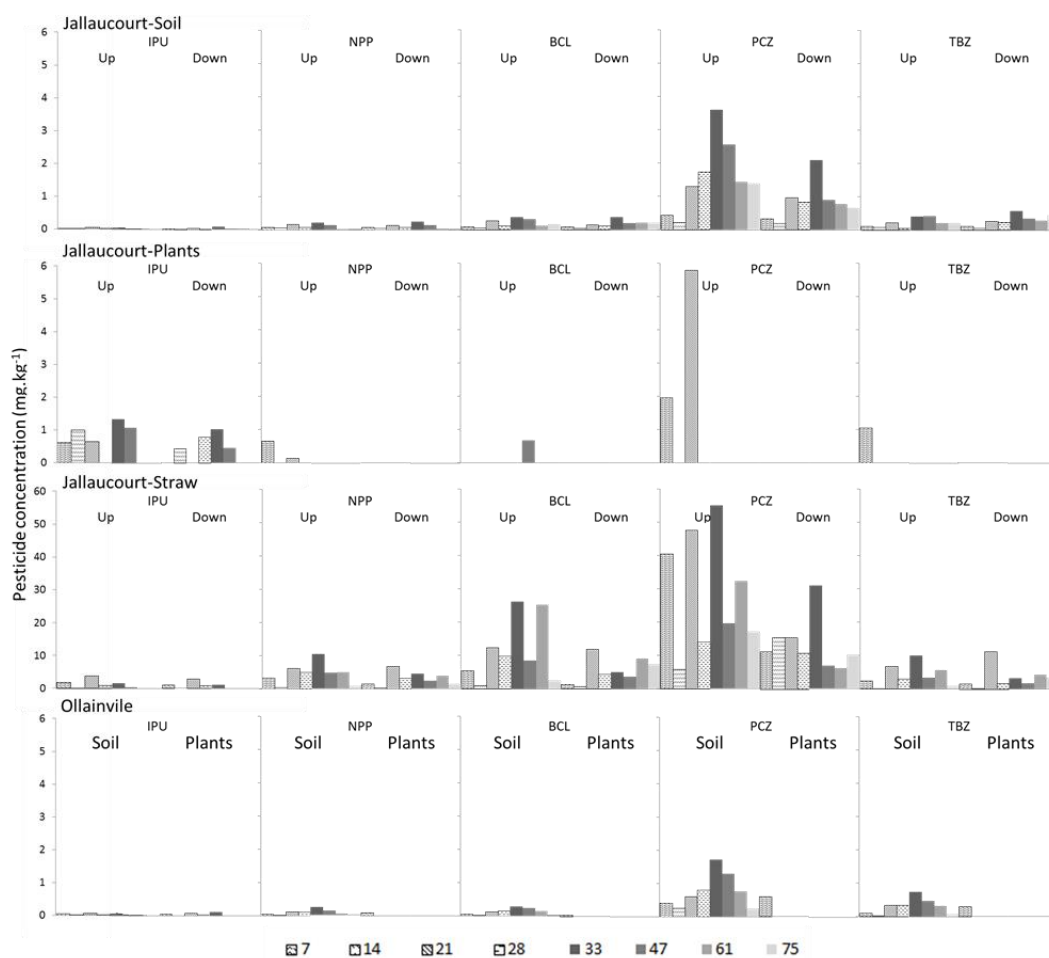 Jallaucourt-Soil
IPU NPP BCL PCZ TBZ
Up Down Up Down Up Down Up Down Up Down
6
5
4
3
2
1
0
Jallaucourt-Plants
IPU NPP BCL PCZ TBZ
Up Down Up Down Up Down Up Down Up Down
6
5
4
3
2
1
0
Pesticide concentration (mg.kg⁻¹)
Jallaucourt-Straw
IPU NPP BCL PCZ TBZ
Up Down Up Down Up Down Up Down Up Down
60
50
40
30
20
10
0
Ollainvile
IPU NPP BCL PCZ TBZ
Soil Plants Soil Plants Soil Plants Soil Plants Soil Plants
6
5
4
3
2
1
0
7 14 21 28 33 47 61 75